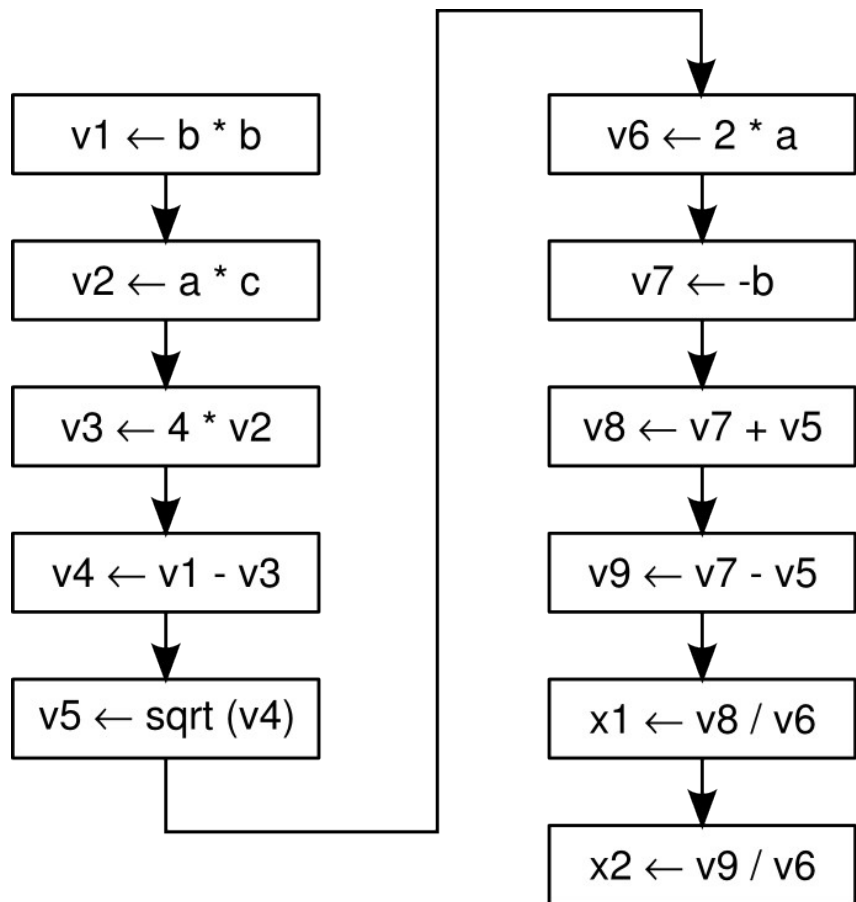 v1 ← b * b
v2 ← a * c
v3 ← 4 * v2
v4 ← v1 - v3
v5 ← sqrt (v4)
v6 ← 2 * a
v7 ← -b
v8 ← v7 + v5
v9 ← v7 - v5
x1 ← v8 / v6
x2 ← v9 / v6